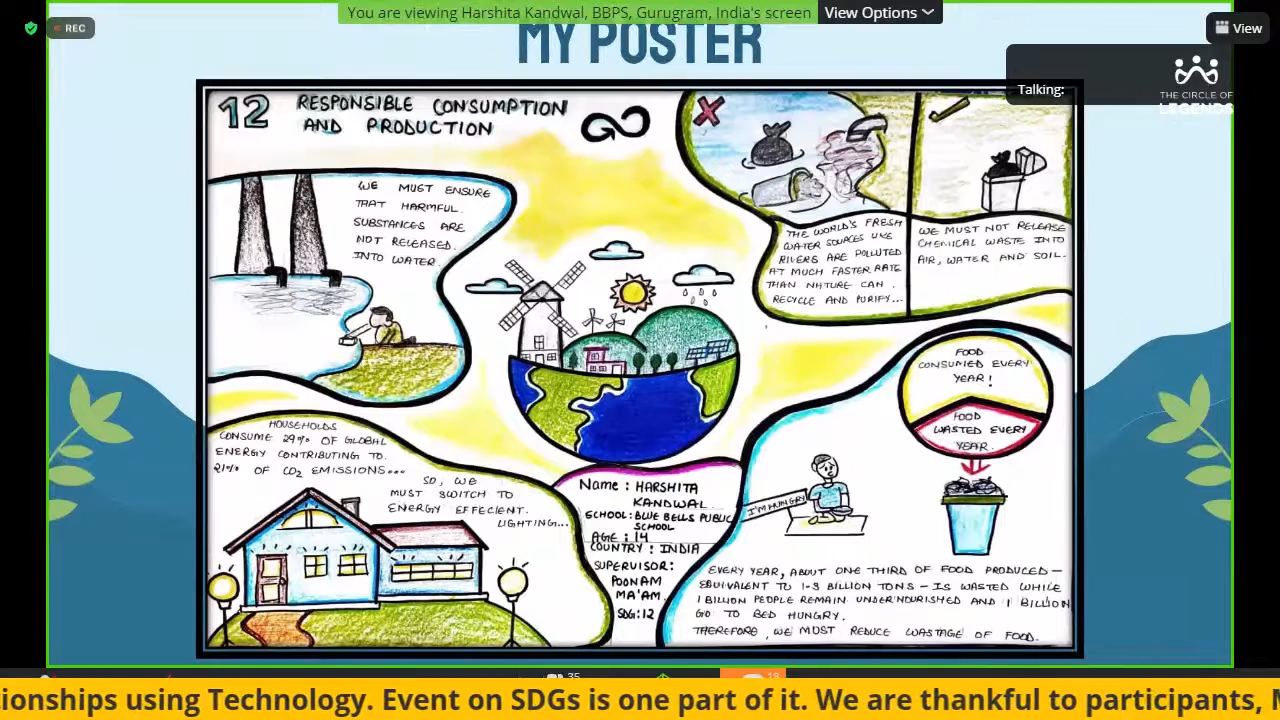 You are viewing Harshita Kandwal, BBPS, Gurugram, India's screen
View Options
REC
View
MY POSTER
Talking:
THE CIRCLE OF
LEGENDS
12 RESPONSIBLE CONSUMPTION
AND PRODUCTION
WE MUST ENSURE
THAT HARMFUL
SUBSTANCES ARE
NOT RELEASED.
INTO WATER
THE WORLD'S FRESH
WATER SOURCES LIKE
RIVERS ARE POLLUTED
AT MUCH FASTER RATE
THAN NATURE CAN
RECYCLE AND PURIFY...
WE MUST NOT RELEASE
CHEMICAL WASTE INTO
AIR, WATER AND SOIL.
HOUSEHOLDS
CONSUME 29% OF GLOBAL
ENERGY CONTRIBUTING TO
21% OF CO2 EMISSIONS...
SO, WE
MUST SWITCH TO
ENERGY EFFECIENT.
LIGHTING...
Name : HARSHITA
KANDWAL
SCHOOL: BLUE BELLS PUBLIC
SCHOOL
AGE : 14
COUNTRY : INDIA
SUPERVISOR:
POONAM
MA'AM
SDG:12
FOOD
CONSUMED EVERY
YEAR!
FOOD
WASTED EVERY
YEAR
I'M HUNGRY
EVERY YEAR, ABOUT ONE THIRD OF FOOD PRODUCED –
EQUIVALENT TO 1-3 BILLION TONS – IS WASTED WHILE
1 BILLION PEOPLE REMAIN UNDERNOURISHED AND 1 BILLION
GO TO BED HUNGRY.
THEREFORE, WE MUST REDUCE WASTAGE OF FOOD.
35
18
tionships using Technology. Event on SDGs is one part of it. We are thankful to participants,